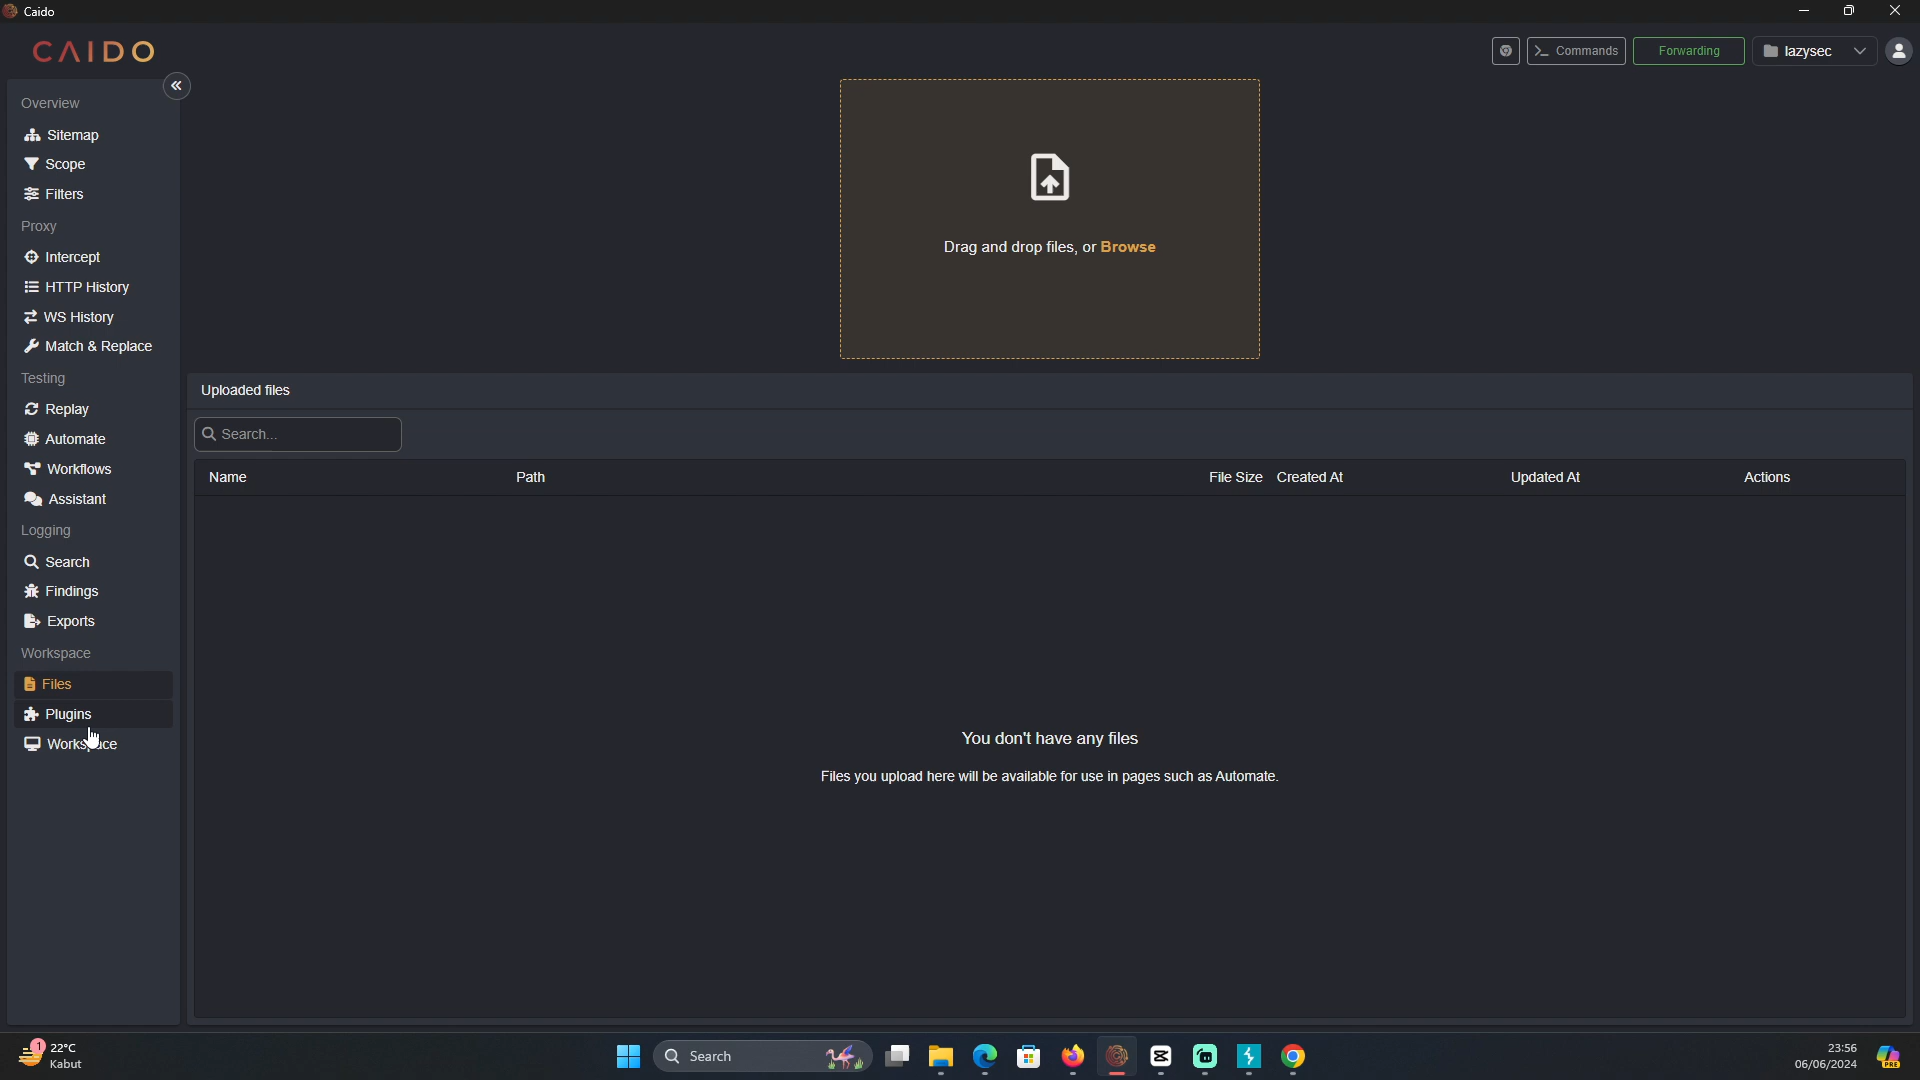 Caido
CAIDO
Commands
Forwarding
lazysec
Overview
Sitemap
Scope
Filters
Proxy
Intercept
HTTP History
WS History
Match & Replace
Testing
Replay
Automate
Workflows
Assistant
Logging
Search
Findings
Exports
Workspace
Files
Plugins
Workspace
Drag and drop files, or Browse
Uploaded files
Search...
Name Path File Size Created At Updated At Actions
You don't have any files
Files you upload here will be available for use in pages such as Automate.
1
22°C
Kabut
Search
23:56
06/06/2024
PRE